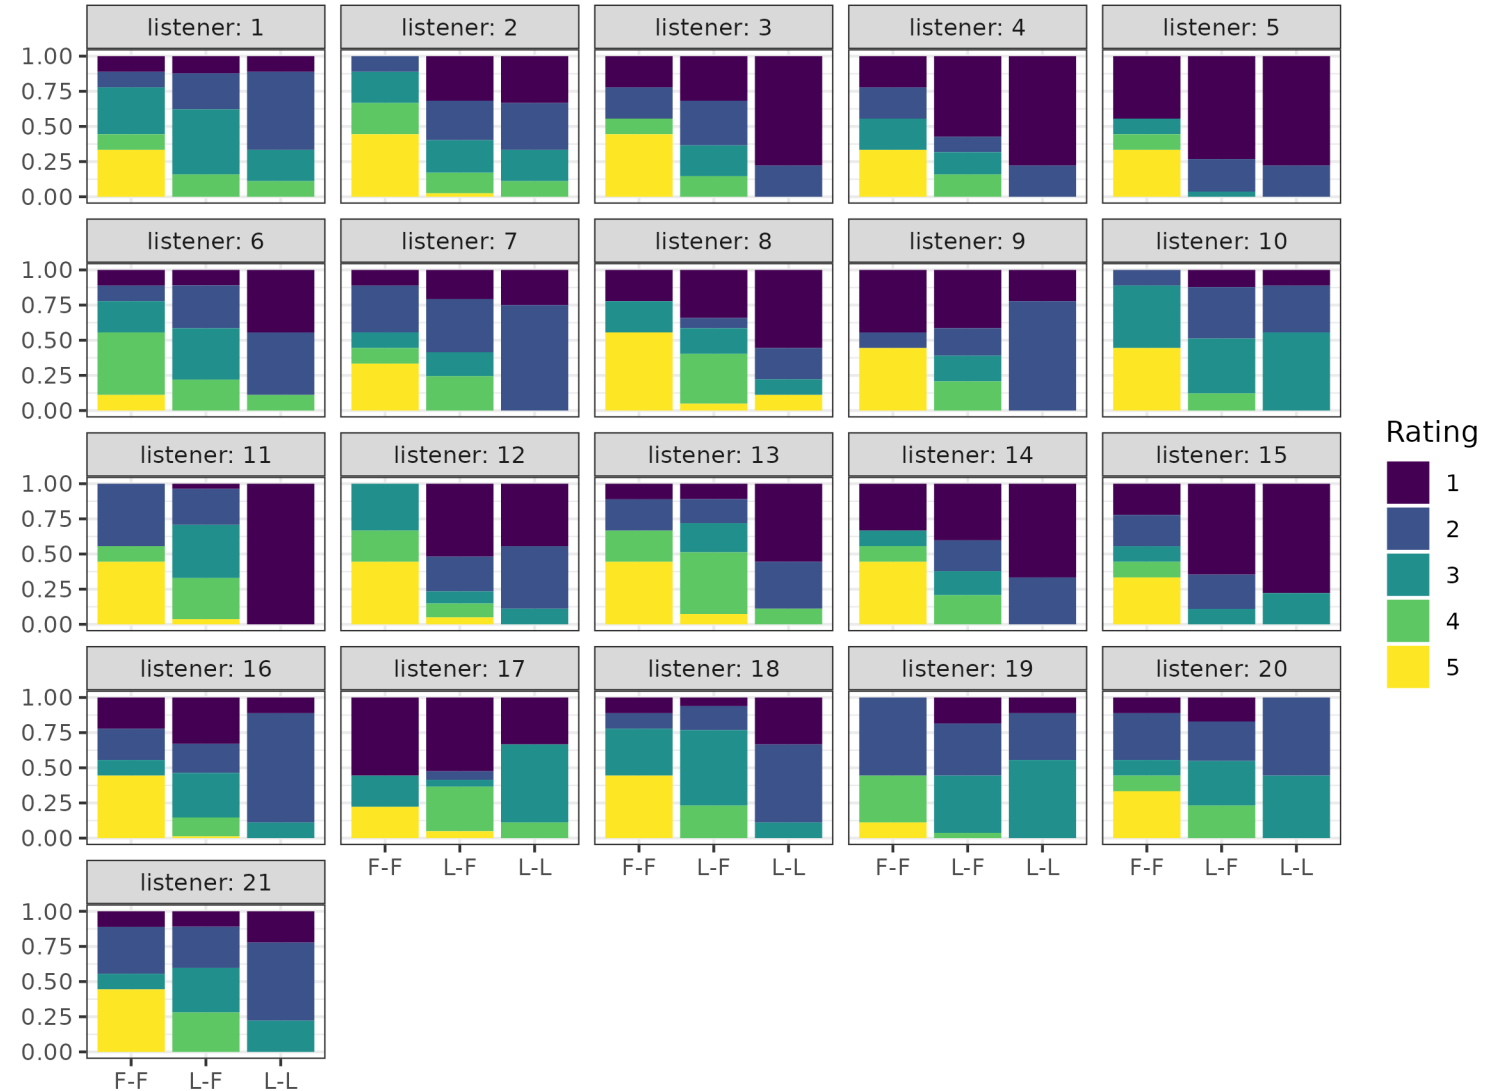 listener: 1
listener: 2
listener: 3
listener: 4
listener: 5
1.00
0.75
0.50
0.25
0.00
listener: 6
listener: 7
listener: 8
listener: 9
listener: 10
1.00
0.75
0.50
0.25
0.00
listener: 11
listener: 12
listener: 13
listener: 14
listener: 15
1.00
0.75
0.50
0.25
0.00
listener: 16
listener: 17
listener: 18
listener: 19
listener: 20
1.00
0.75
0.50
0.25
0.00
F-F L-F L-L
F-F L-F L-L
F-F L-F L-L
F-F L-F L-L
listener: 21
1.00
0.75
0.50
0.25
0.00
F-F L-F L-L
Rating
1
2
3
4
5